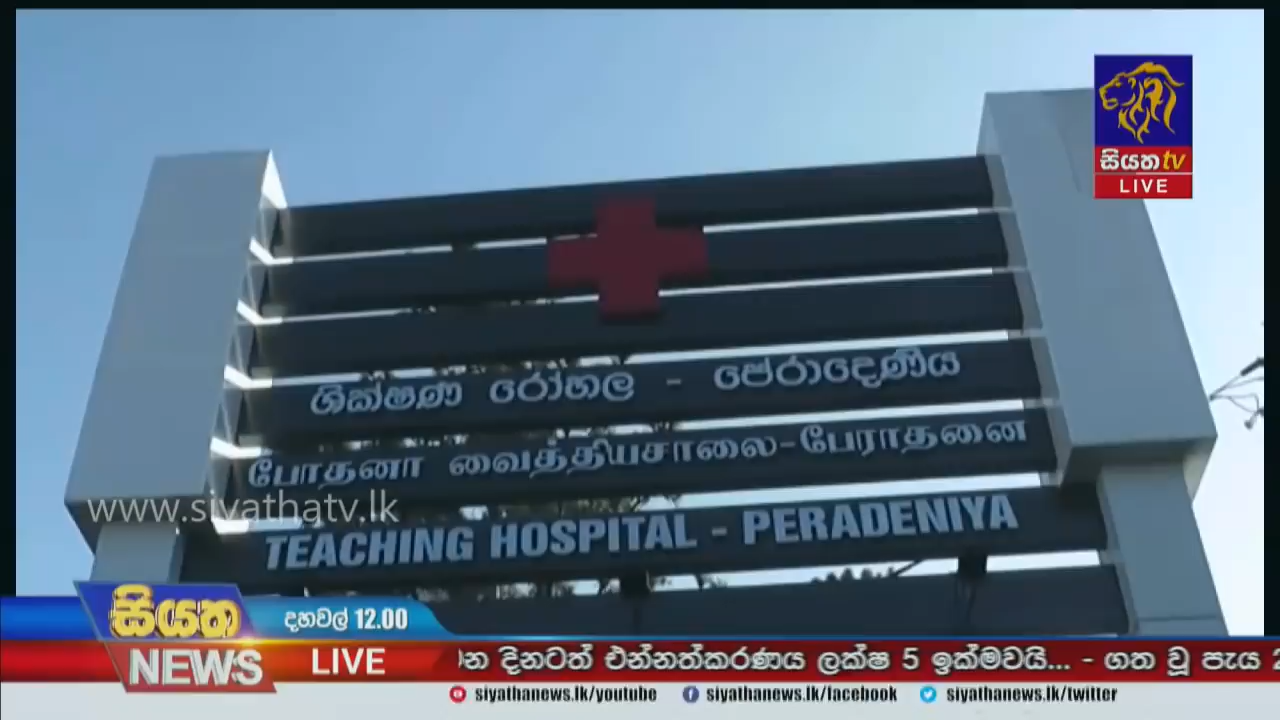 සියත tv
LIVE
ශික්ෂණ රෝහල - පේරාදෙණිය
போதனா வைத்தியசாலை-பேராதனை
www.siyathatv.lk
TEACHING HOSPITAL - PERADENIYA
සියත
NEWS
දහවල් 12.00
LIVE
දිනටත් එන්නත්කරණය ලක්ෂ 5 ඉක්මවයි... - ගත වූ පැය
siyathanews.lk/youtube siyathanews.lk/facebook siyathanews.lk/twitter